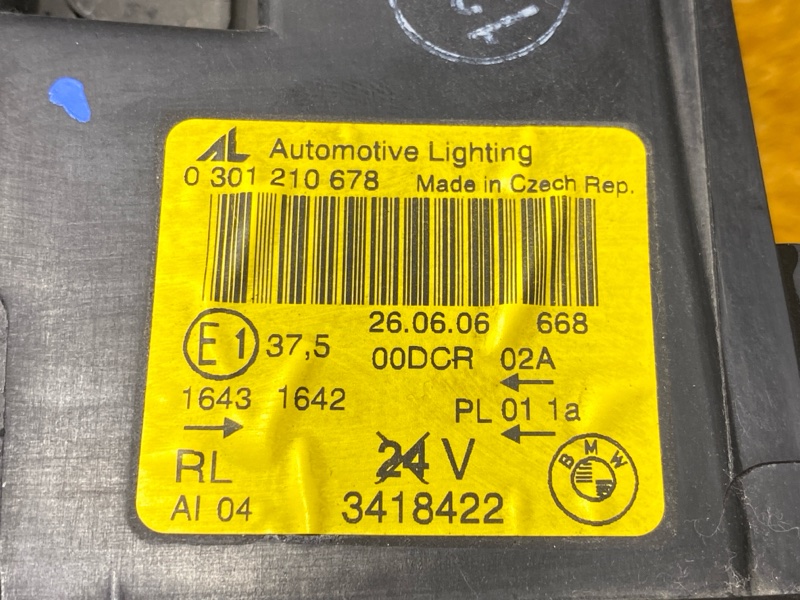 AL Automotive Lighting
0 301 210 678 Made in Czech Rep.
26.06.06 668
E1 37,5 00DCR 02A
←
1643 1642 PL 01 1a
→ ←
RL 24 V
AI 04 3418422
BMW